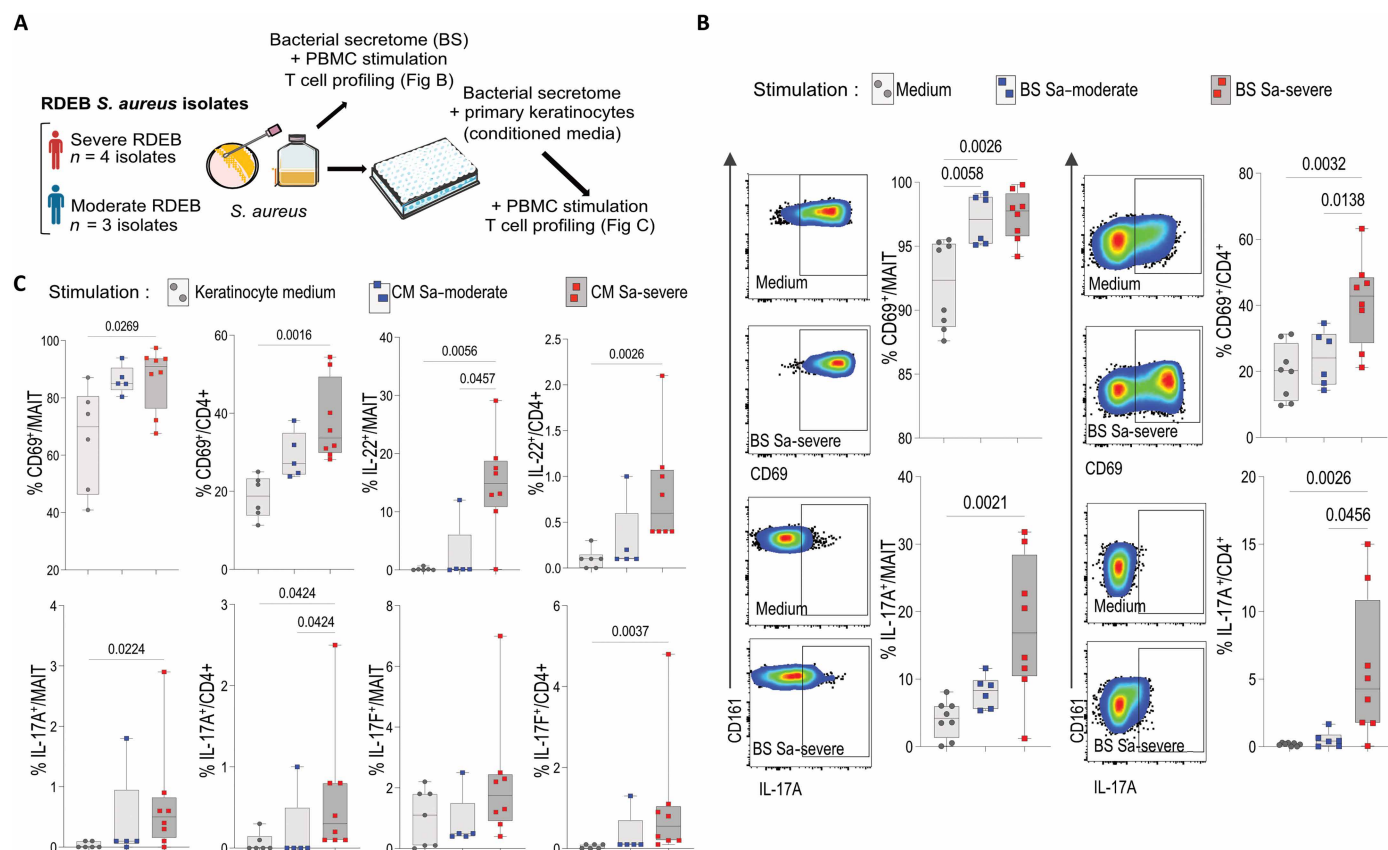 A
Bacterial secretome (BS)
+ PBMC stimulation
T cell profiling (Fig B)
RDEB S. aureus isolates
Severe RDEB
n = 4 isolates
Moderate RDEB
n = 3 isolates
S. aureus
Bacterial secretome
+ primary keratinocytes
(conditioned media)
+ PBMC stimulation
T cell profiling (Fig C)
B
Stimulation : Medium BS Sa–moderate BS Sa-severe
Medium
BS Sa-severe
CD69
Medium
BS Sa-severe
CD161
IL-17A
% CD69+/MAIT
100
95
90
85
80
0.0026
0.0058
% IL-17A+/MAIT
40
30
20
10
0
0.0021
Medium
BS Sa-severe
CD69
Medium
BS Sa-severe
CD161
IL-17A
% CD69+/CD4+
80
60
40
20
0
0.0032
0.0138
% IL-17A+/CD4+
20
15
10
5
0
0.0026
0.0456
C
Stimulation : Keratinocyte medium CM Sa–moderate CM Sa-severe
% CD69+/MAIT
100
80
60
40
20
0.0269
% CD69+/CD4+
60
40
20
0
0.0016
% IL-22+/MAIT
40
30
20
10
0
0.0056
0.0457
% IL-22+/CD4+
2.5
2.0
1.5
1.0
0.5
0.0
0.0026
% IL-17A+/MAIT
4
3
2
1
0
0.0224
% IL-17A+/CD4+
3
2
1
0
0.0424
0.0424
% IL-17F+/MAIT
8
6
4
2
0
% IL-17F+/CD4+
6
4
2
0
0.0037